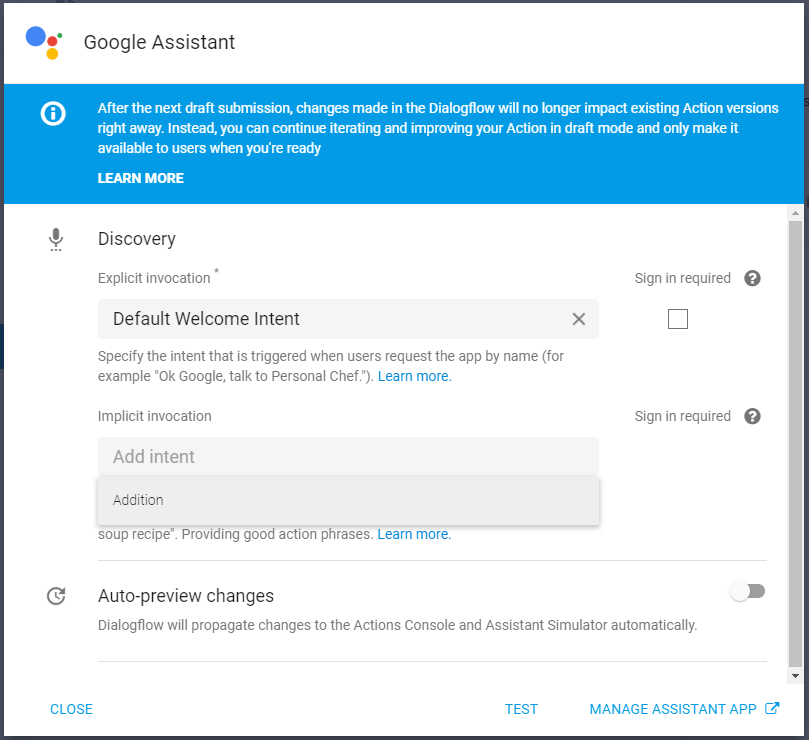 Google Assistant
After the next draft submission, changes made in the Dialogflow will no longer impact existing Action versions
right away. Instead, you can continue iterating and improving your Action in draft mode and only make it
available to users when you're ready
LEARN MORE
Discovery
Explicit invocation *
Sign in required ?
Default Welcome Intent
Specify the intent that is triggered when users request the app by name (for
example "Ok Google, talk to Personal Chef."). Learn more.
Implicit invocation
Sign in required ?
Add intent
Addition
soup recipe". Providing good action phrases. Learn more.
Auto-preview changes
Dialogflow will propagate changes to the Actions Console and Assistant Simulator automatically.
CLOSE
TEST
MANAGE ASSISTANT APP